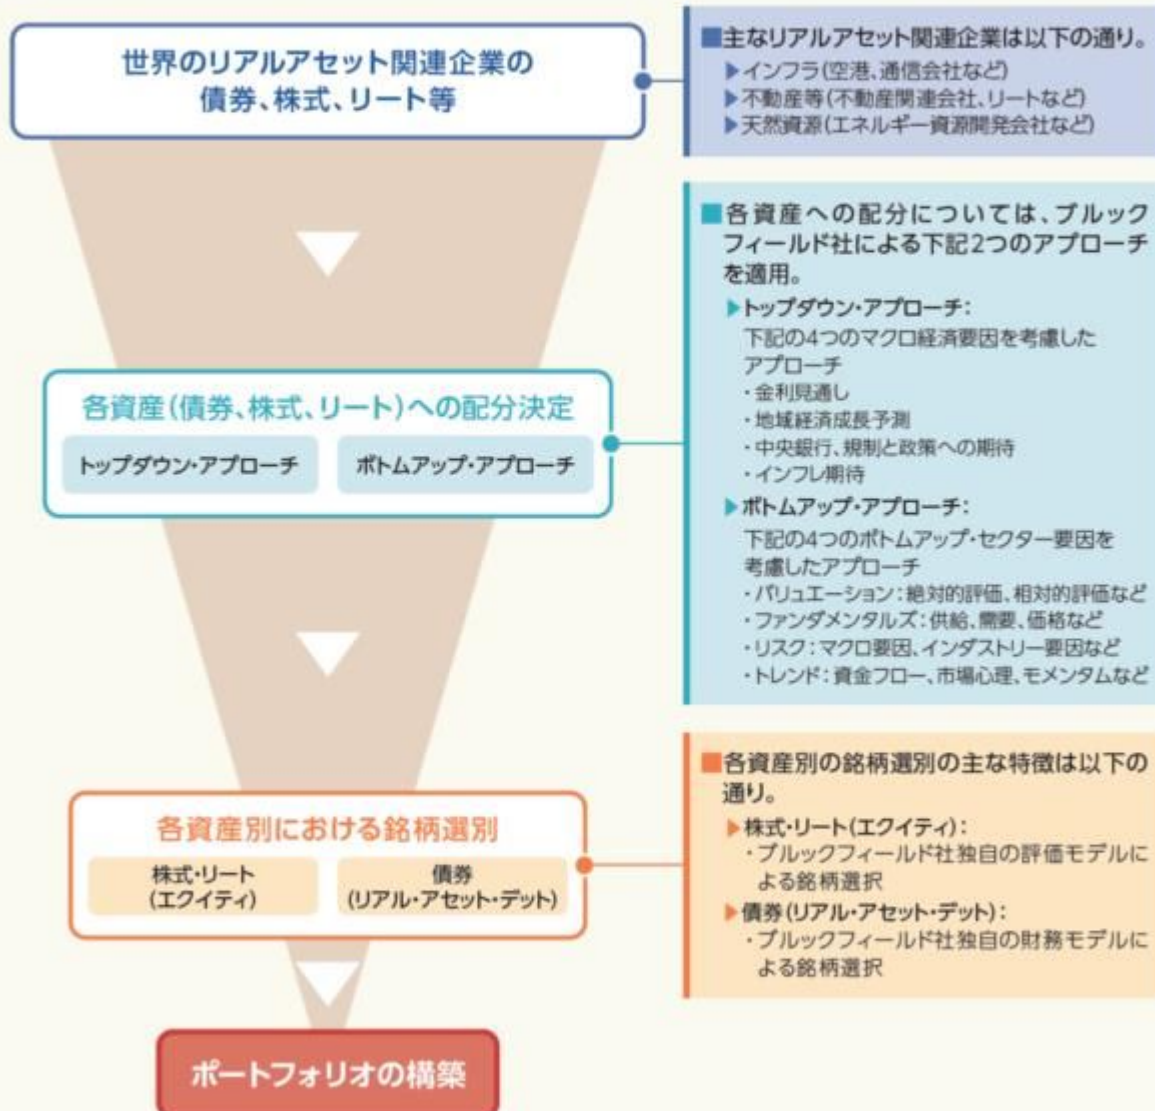 世界のリアルアセット関連企業の
債券、株式、リート等
■主なリアルアセット関連企業は以下の通り。
▶インフラ(空港、通信会社など)
▶不動産等(不動産関連会社、リートなど)
▶天然資源(エネルギー資源開発会社など)
各資産(債券、株式、リート)への配分決定
トップダウン・アプローチ
ボトムアップ・アプローチ
■各資産への配分については、ブルック
フィールド社による下記2つのアプローチ
を適用。
▶トップダウン・アプローチ:
下記の4つのマクロ経済要因を考慮した
アプローチ
・金利見通し
・地域経済成長予測
・中央銀行、規制と政策への期待
・インフレ期待
▶ボトムアップ・アプローチ:
下記の4つのボトムアップ・セクター要因を
考慮したアプローチ
・バリュエーション:絶対的評価、相対的評価など
・ファンダメンタルズ:供給、需要、価格など
・リスク:マクロ要因、インダストリー要因など
・トレンド:資金フロー、市場心理、モメンタムなど
各資産別における銘柄選別
株式・リート
(エクイティ)
債券
(リアル・アセット・デット)
■各資産別の銘柄選別の主な特徴は以下の
通り。
▶株式・リート(エクイティ):
・ブルックフィールド社独自の評価モデルに
よる銘柄選択
▶債券(リアル・アセット・デット):
・ブルックフィールド社独自の財務モデルに
よる銘柄選択
ポートフォリオの構築